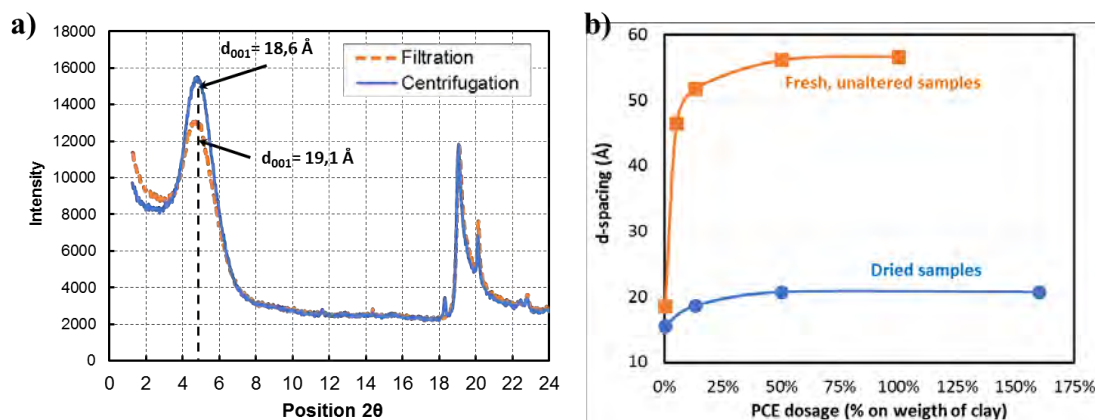 a)
18000
16000
14000
12000
10000
8000
6000
4000
2000
0
Intensity
d001= 18,6 Å
d001= 19,1 Å
Filtration
Centrifugation
0 2 4 6 8 10 12 14 16 18 20 22 24
Position 2θ
b)
60
50
40
30
20
10
d-spacing (Å)
Fresh, unaltered samples
Dried samples
0% 25% 50% 75% 100% 125% 150% 175%
PCE dosage (% on weigth of clay)